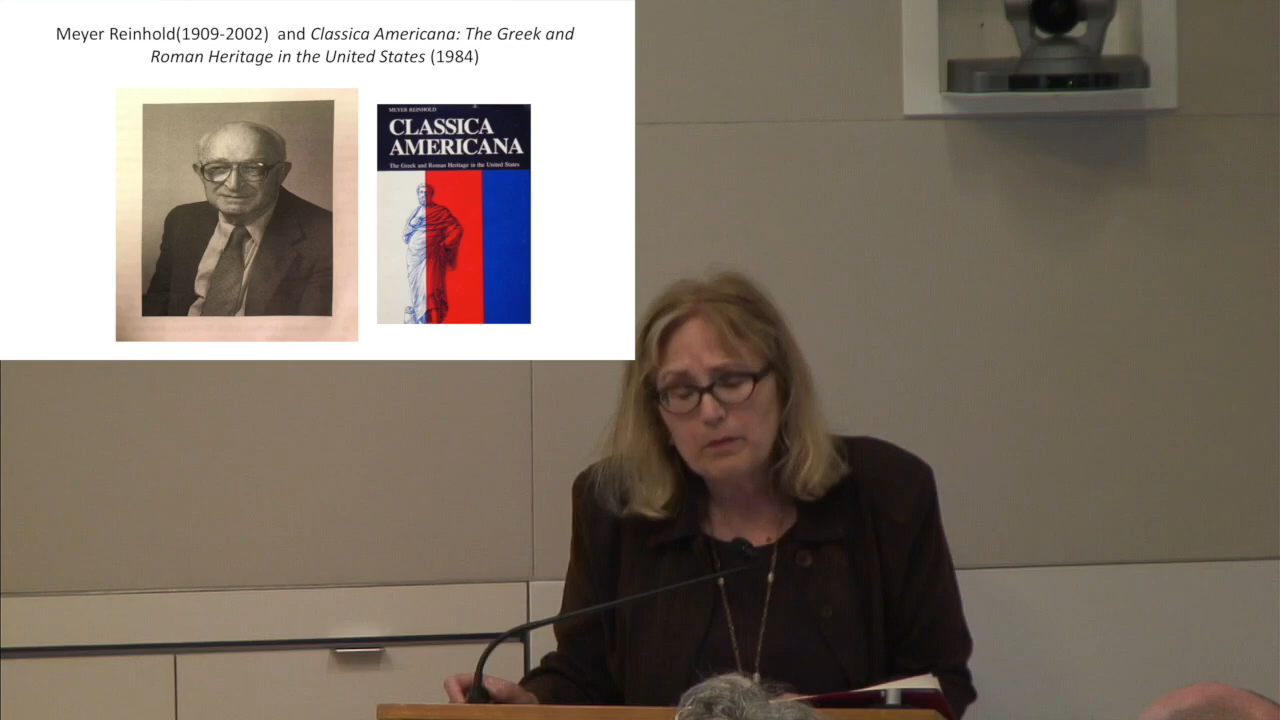 Meyer Reinhold(1909-2002) and Classica Americana: The Greek and
Roman Heritage in the United States (1984)
MEYER REINHOLD
CLASSICA
AMERICANA
The Greek and Roman Heritage in the United States